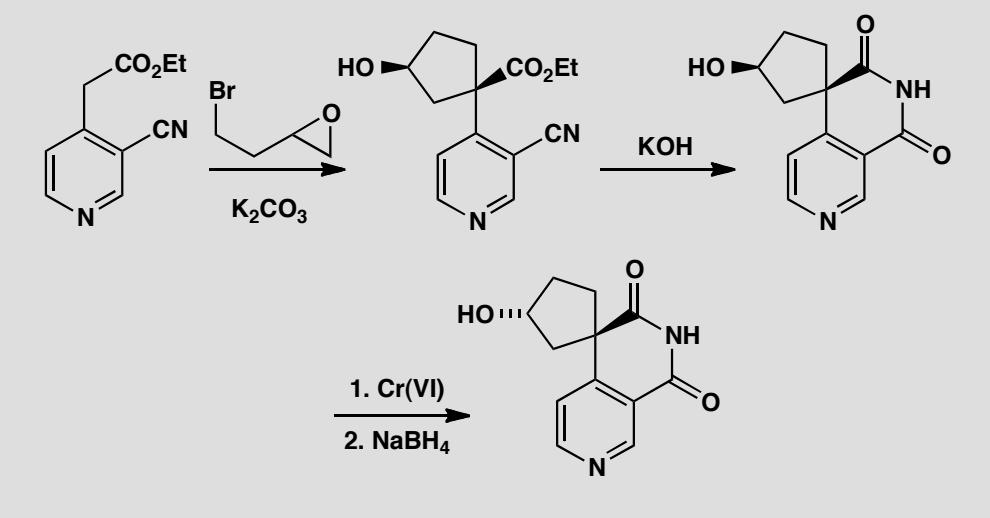 CO₂Et
CN
N
Br
O
K₂CO₃
HO
CO₂Et
CN
N
KOH
O
HO
NH
O
N
1. Cr(VI)
2. NaBH₄
O
HO
NH
O
N